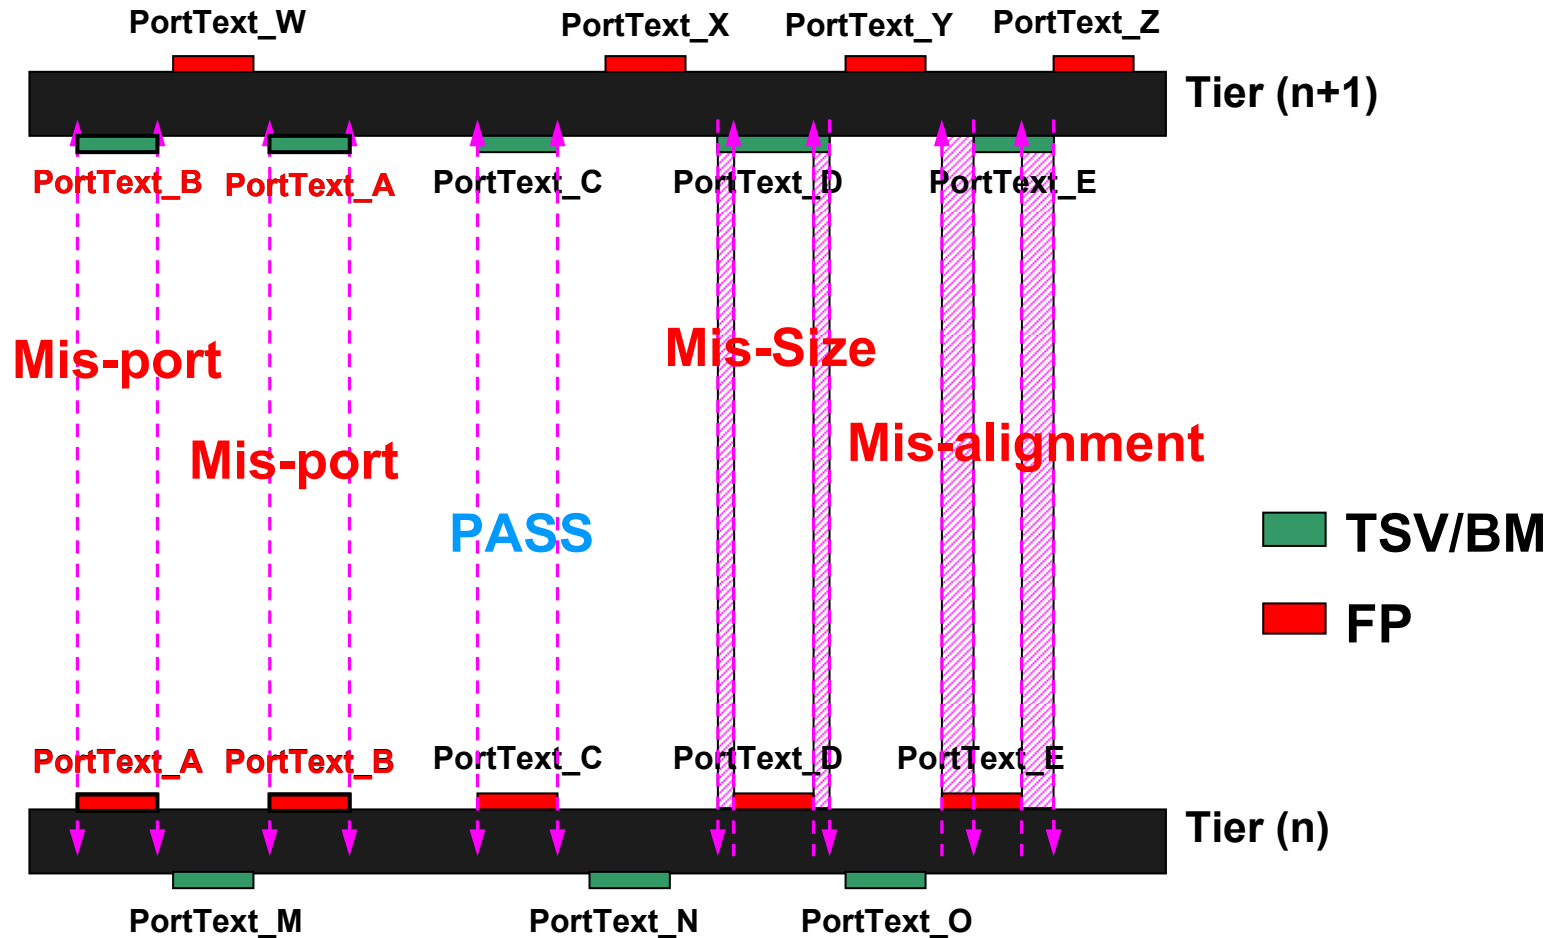 PortText_W
PortText_X
PortText_Y
PortText_Z
Tier (n+1)
PortText_B
PortText_A
PortText_C
PortText_D
PortText_E
Mis-port
Mis-Size
Mis-port
Mis-alignment
PASS
TSV/BM
FP
PortText_A
PortText_B
PortText_C
PortText_D
PortText_E
Tier (n)
PortText_M
PortText_N
PortText_O